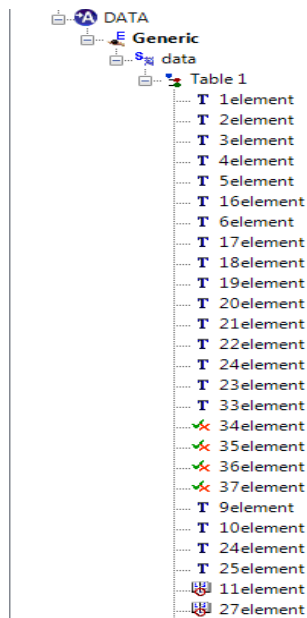 DATA
Generic
data
Table 1
T 1element
T 2element
T 3element
T 4element
T 5element
T 16element
T 6element
T 17element
T 18element
T 19element
T 20element
T 21element
T 22element
T 24element
T 23element
T 33element
34element
35element
36element
37element
T 9element
T 10element
T 24element
T 25element
11element
27element